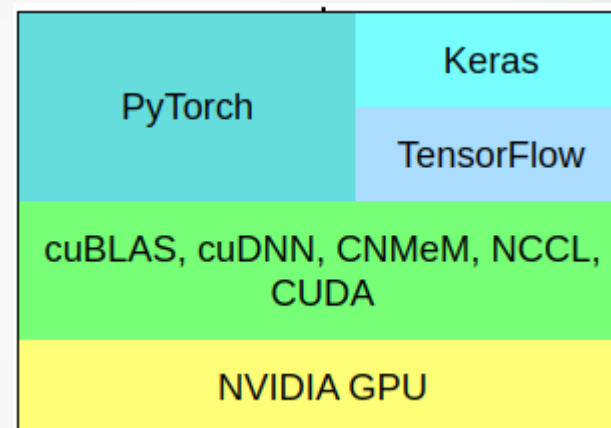 PyTorch
Keras
TensorFlow
cuBLAS, cuDNN, CNMeM, NCCL,
CUDA
NVIDIA GPU